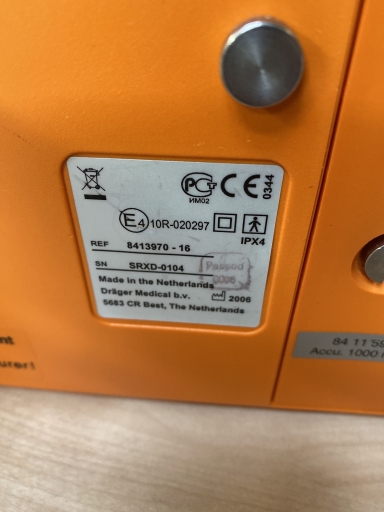 PCT CE 0344
ИМ02
E4 10R-020297
IPX4
REF 8413970 - 16
SN SRXD-0104
Passed
Made in the Netherlands
Dräger Medical b.v. 2006
5683 CR Best, The Netherlands
84 11 59
Accu. 1000